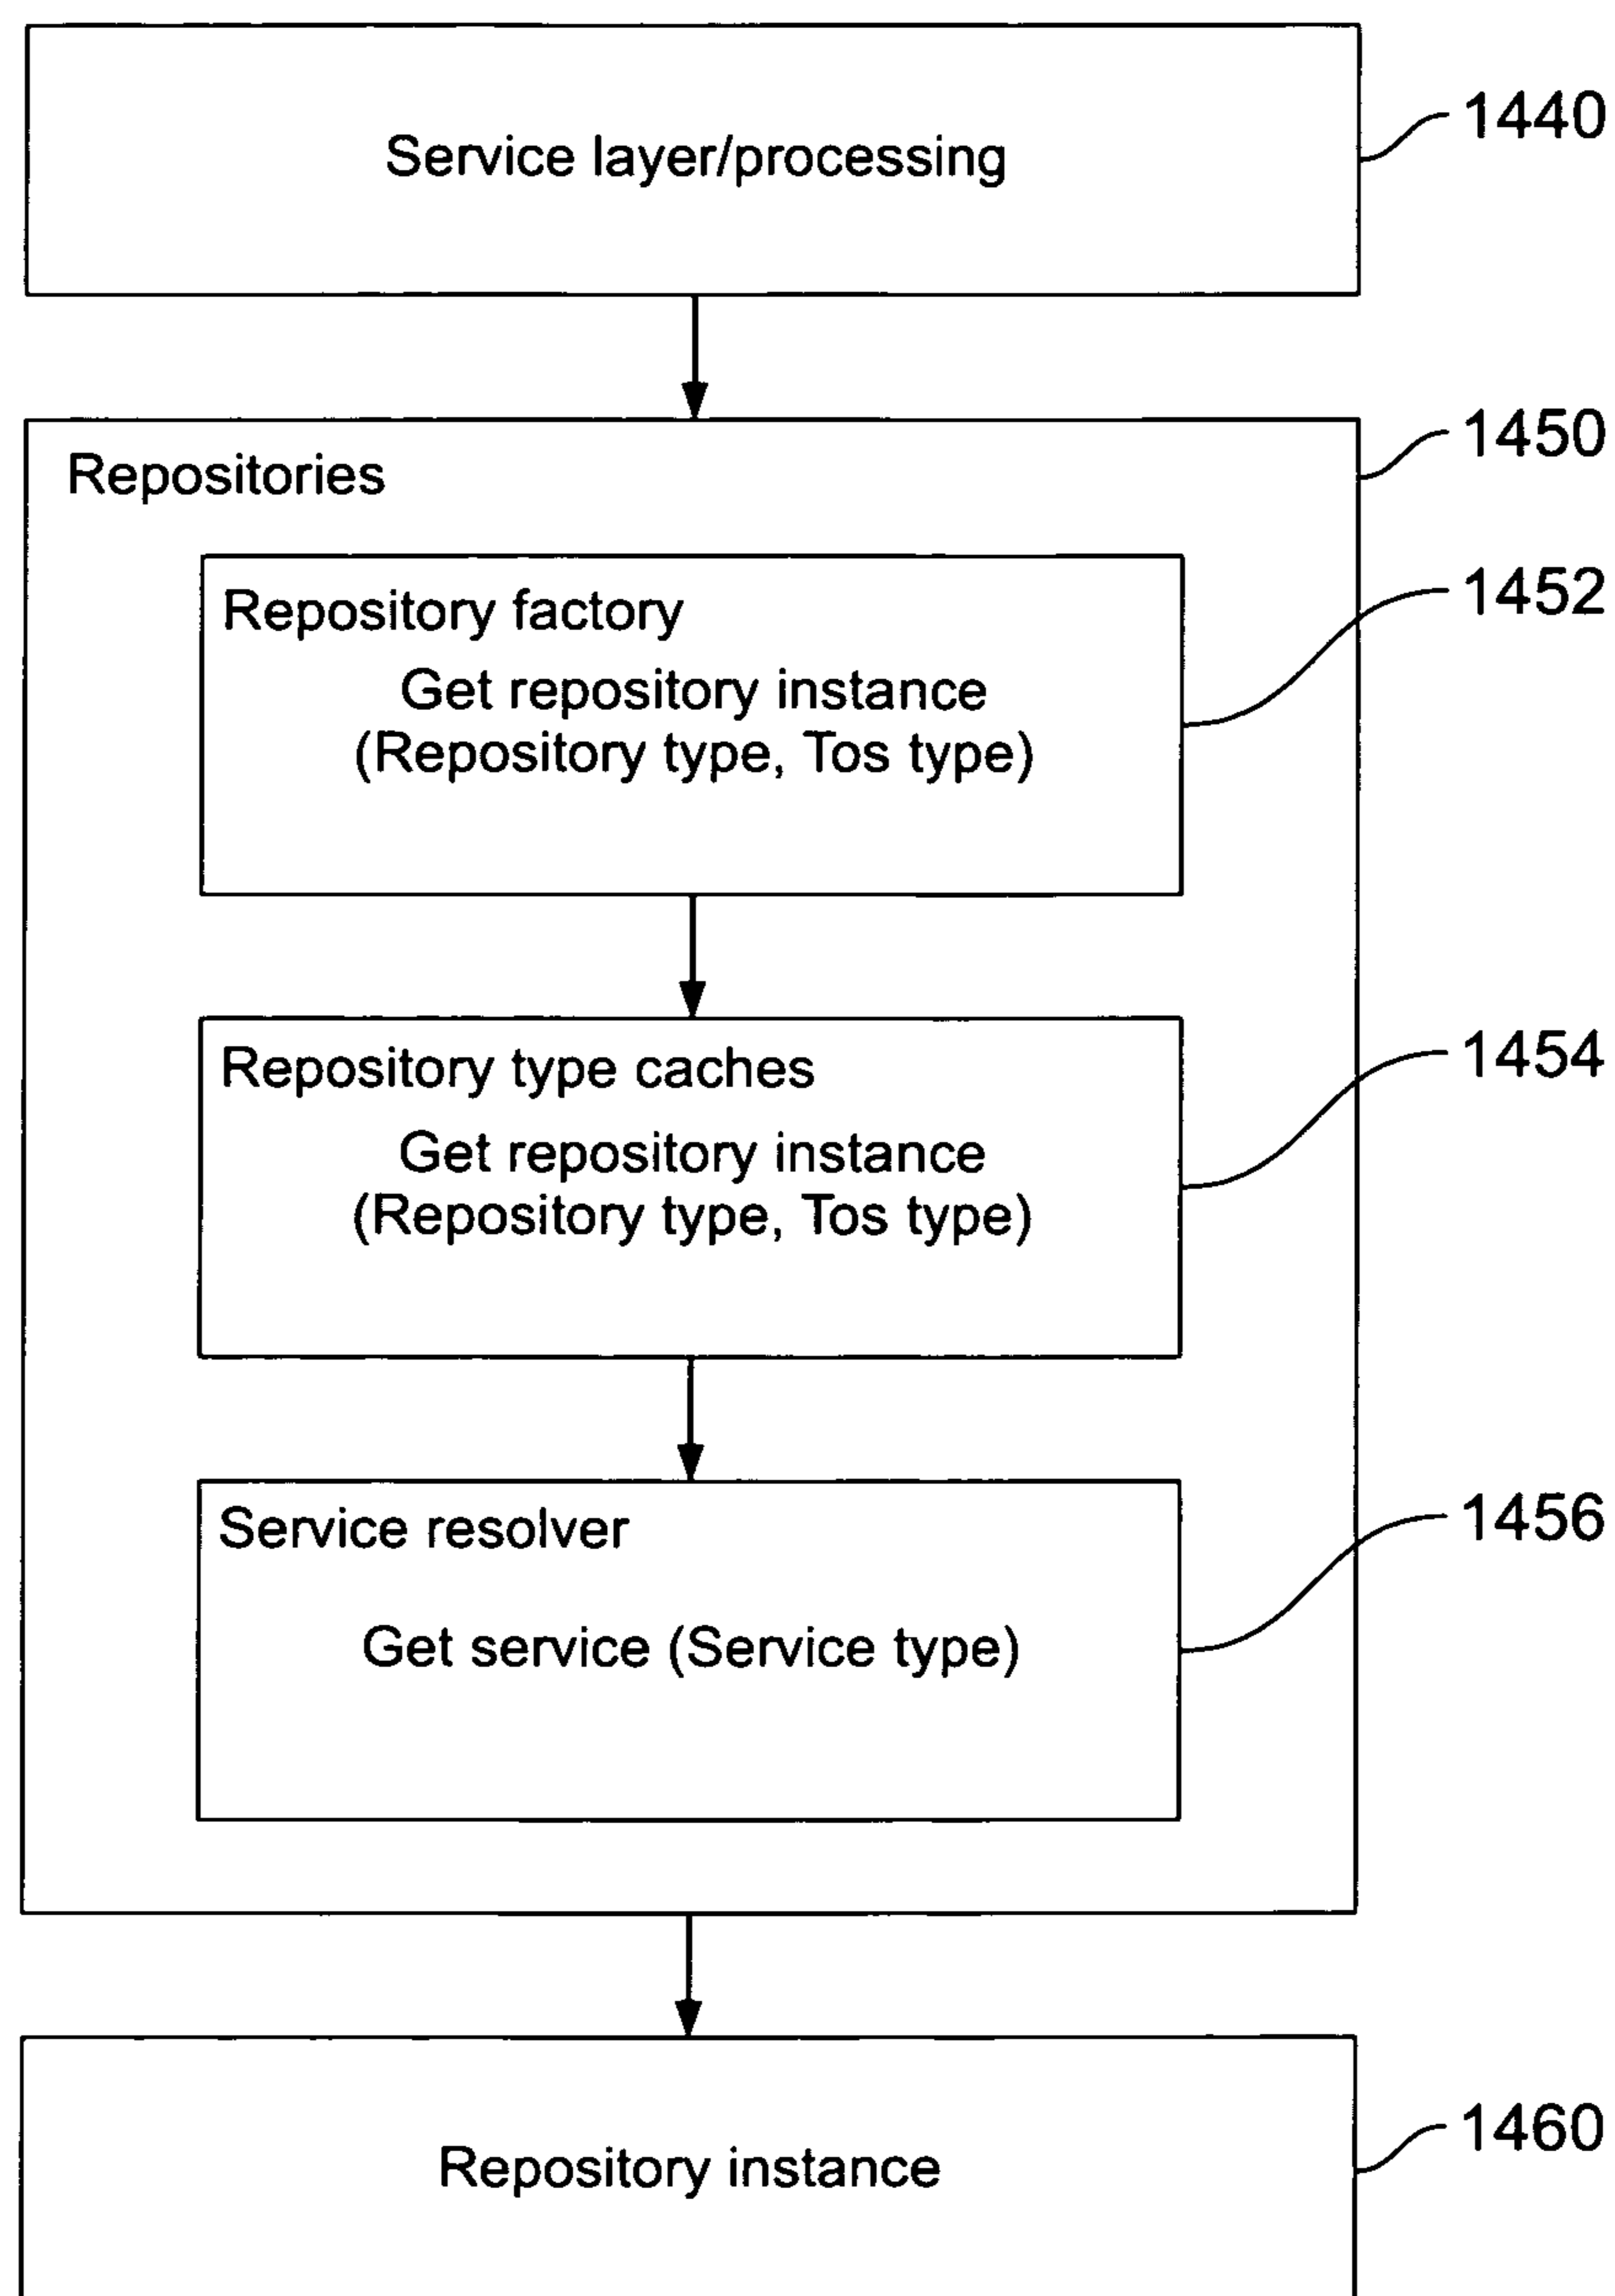 Service layer/processing
1440
Repositories
1450
Repository factory
Get repository instance
(Repository type, Tos type)
1452
Repository type caches
Get repository instance
(Repository type, Tos type)
1454
Service resolver
Get service (Service type)
1456
Repository instance
1460